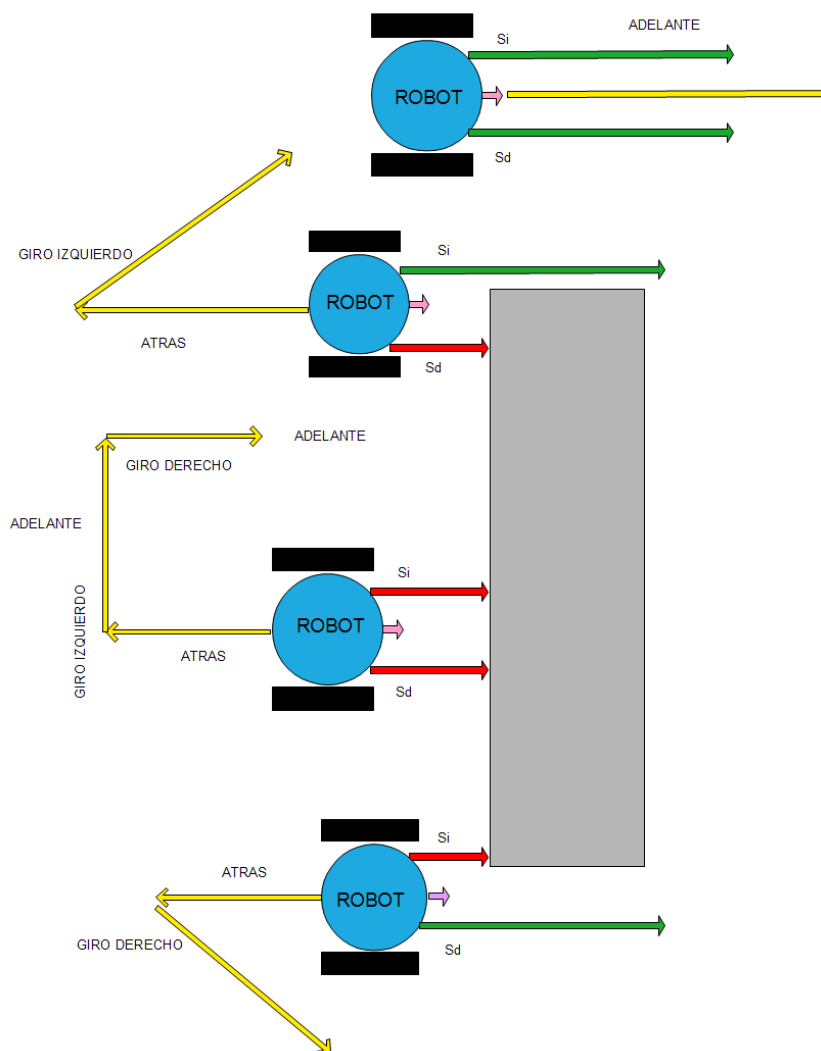 Si
ADELANTE
ROBOT
Sd
GIRO IZQUIERDO
Si
ROBOT
ATRAS
Sd
ADELANTE
GIRO DERECHO
ADELANTE
Si
GIRO IZQUIERDO
ROBOT
ATRAS
Sd
Si
ATRAS
ROBOT
GIRO DERECHO
Sd